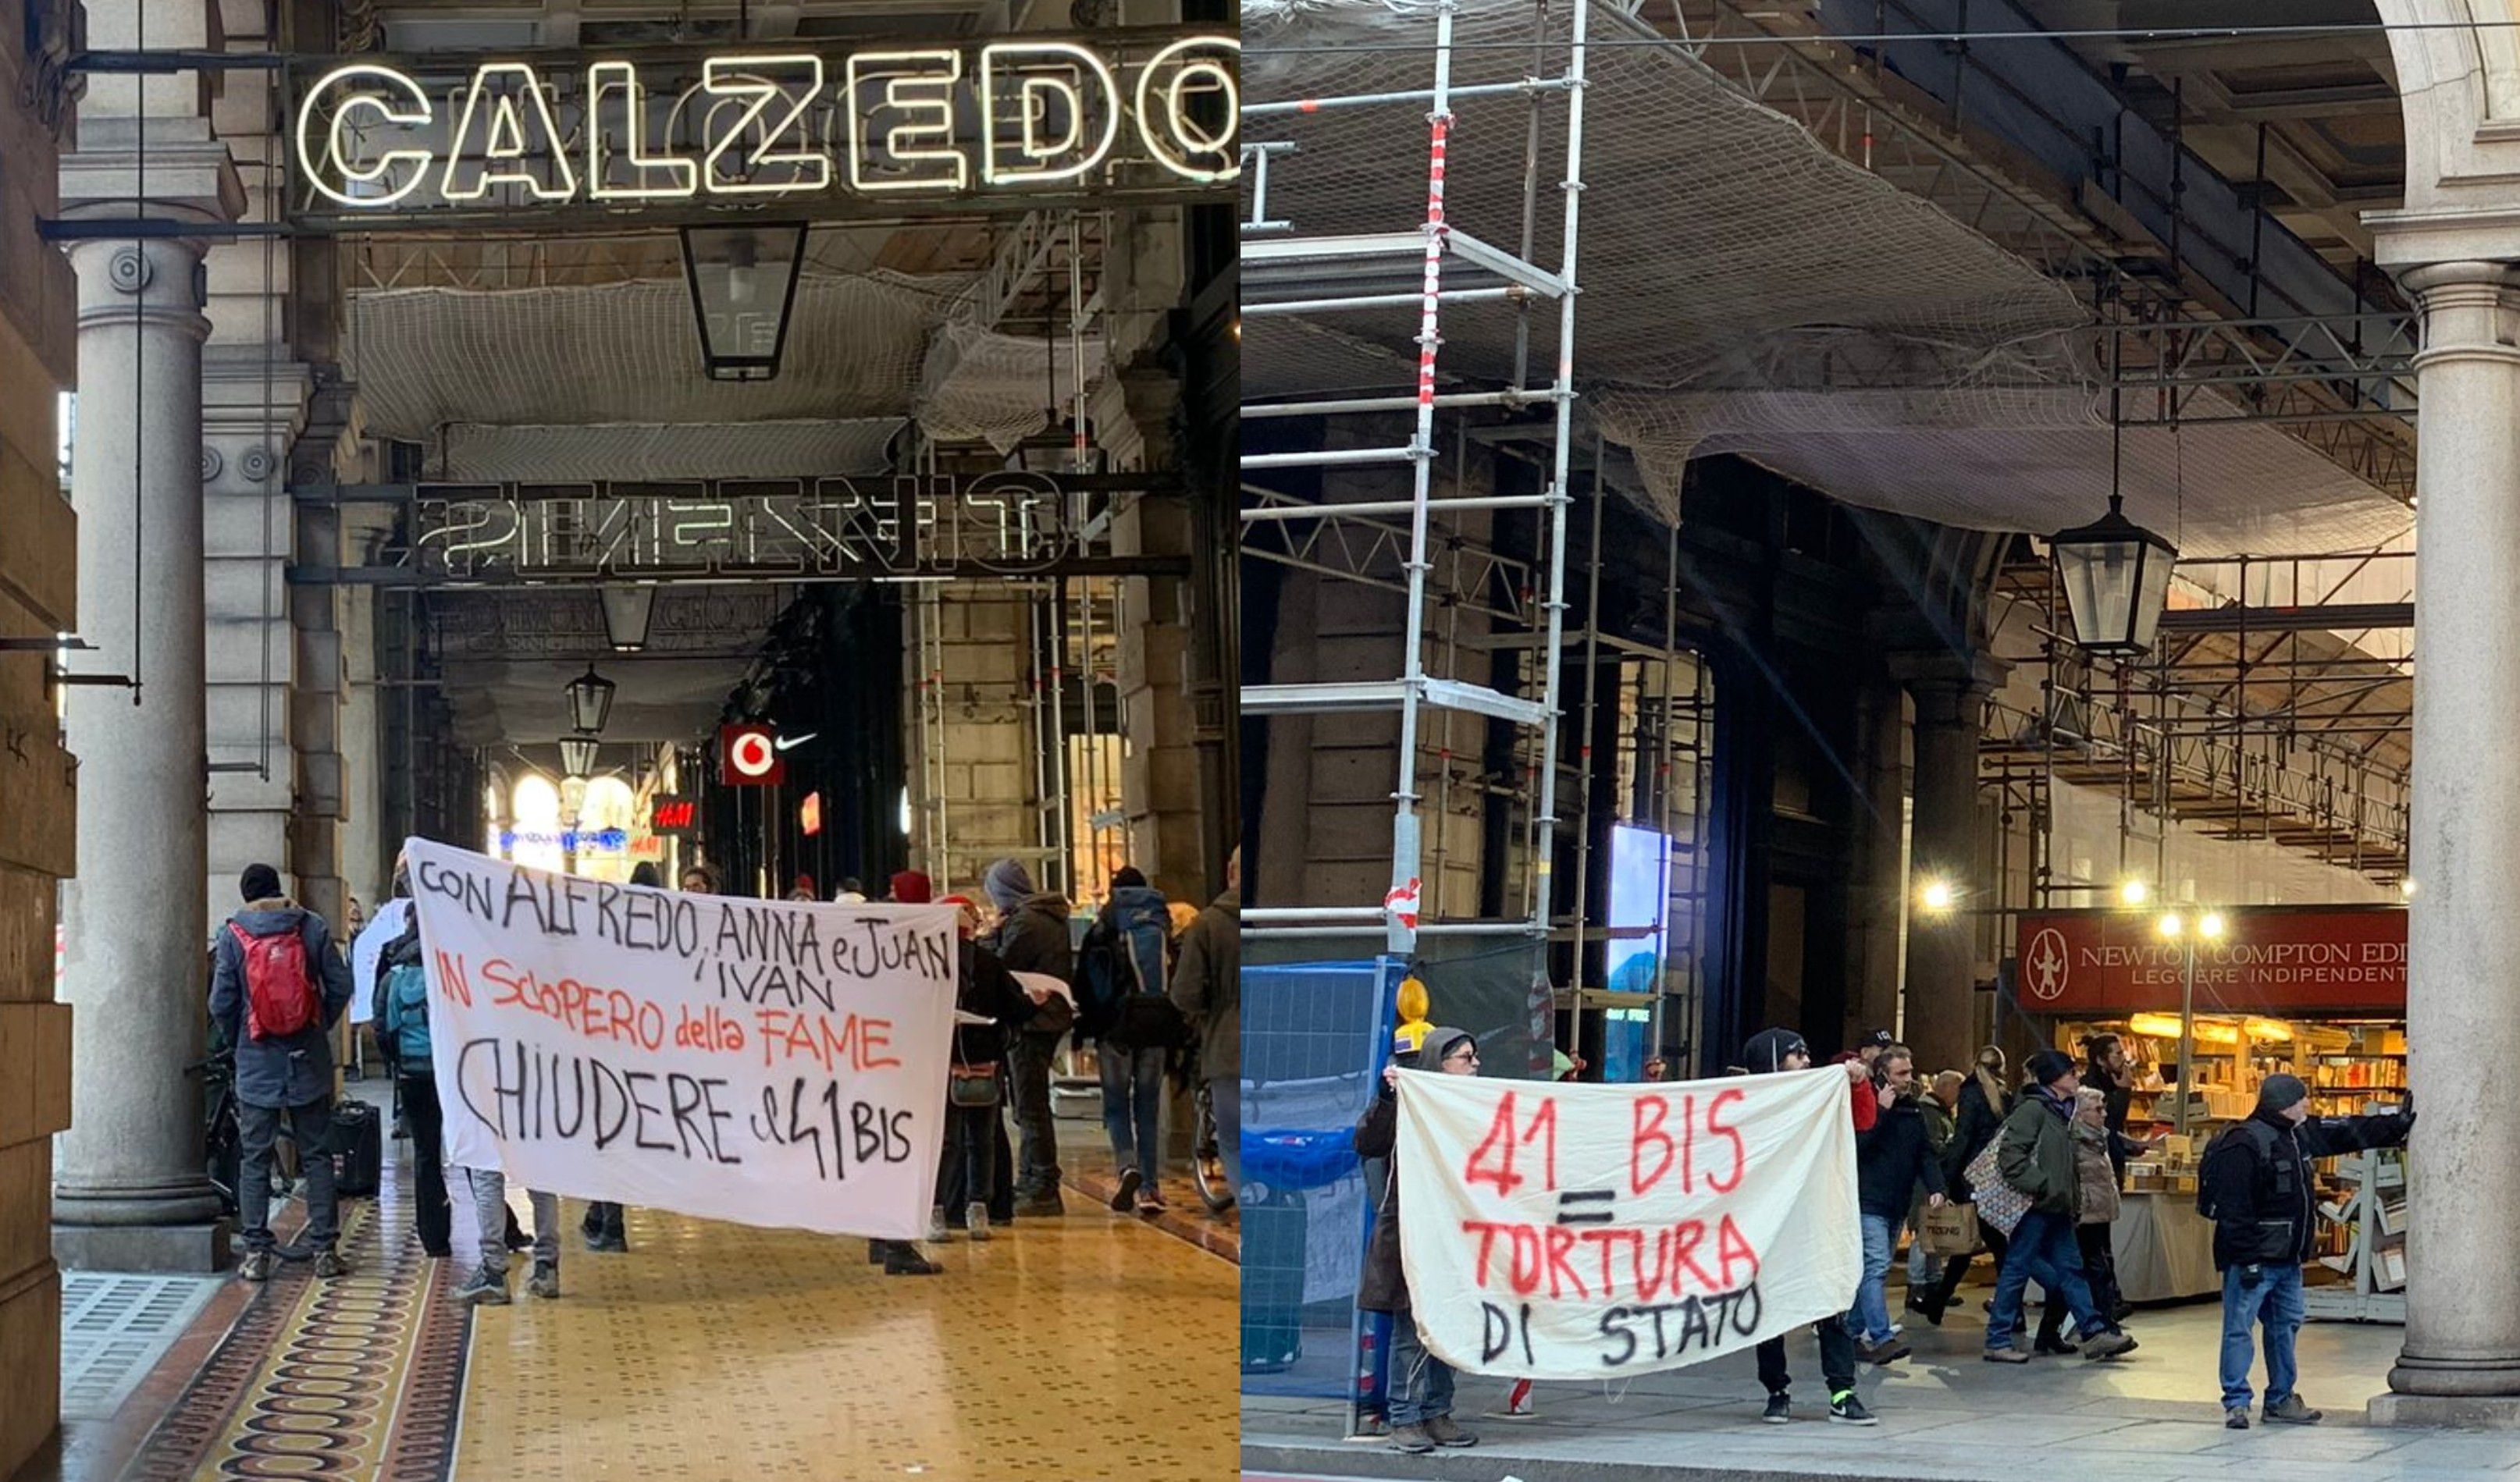 CALZEDO
H&M
H&M
CON ALFREDO, ANNA e JUAN
, IVAN
IN SCIOPERO della FAME
CHIUDERE il 41 BIS
NEWTON COMPTON EDI
LEGGERE INDIPENDENT
41 BIS
=
TORTURA
DI STATO